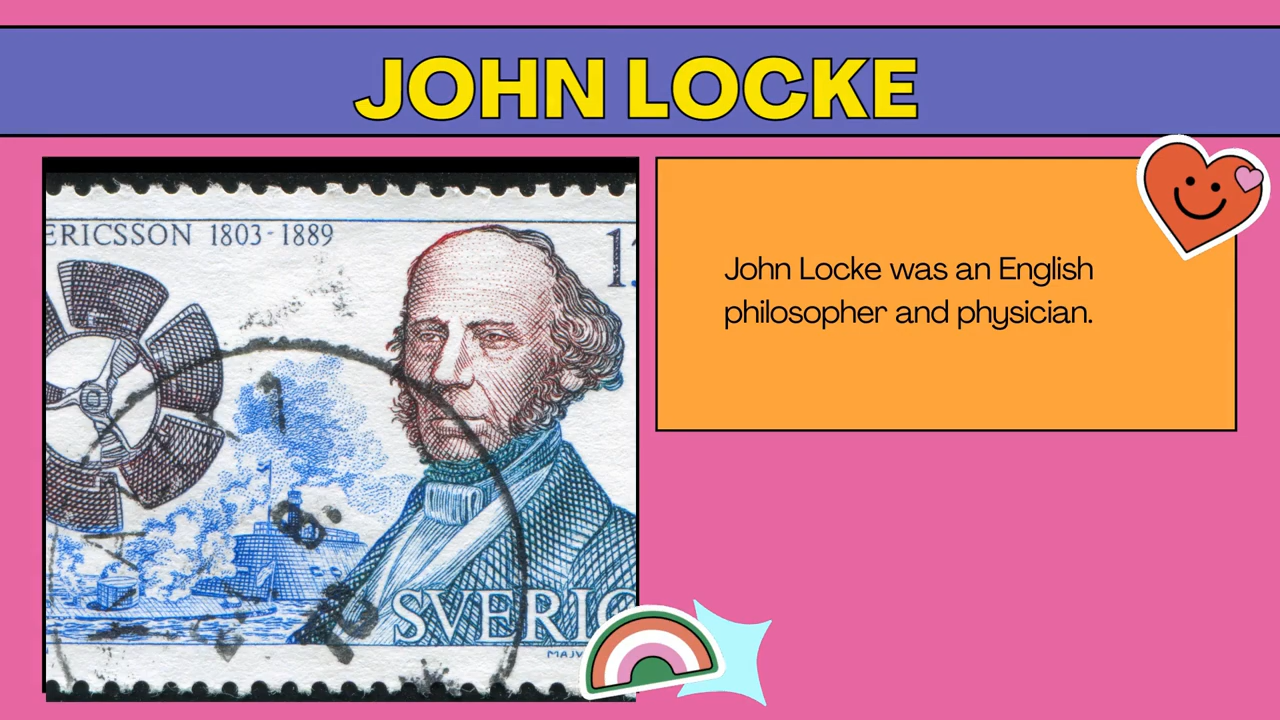 JOHN LOCKE
ERICSSON 1803-1889
John Locke was an English
philosopher and physician.
SVERIG